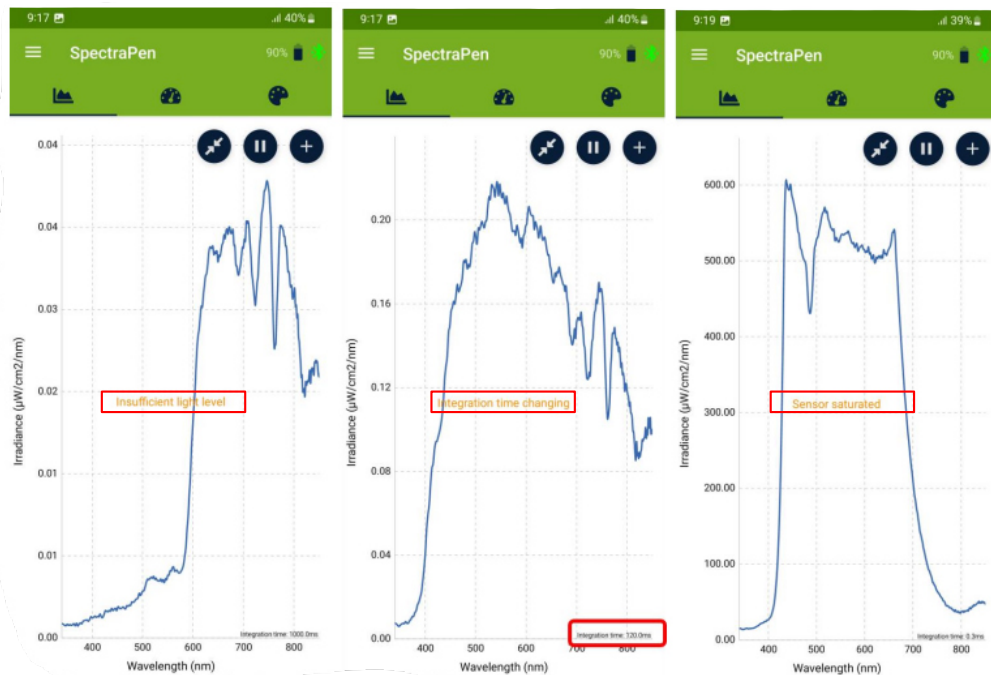 9:17 40%
SpectraPen 90%
0.04
0.04
0.03
0.02
0.01
0.01
0.00
Irradiance (μW/cm2/nm)
Insufficient light level
Integration time: 1000.0ms
400 500 600 700 800
Wavelength (nm)
9:17 40%
SpectraPen 90%
0.20
0.16
0.12
0.08
0.04
0.00
Irradiance (μW/cm2/nm)
Integration time changing
Integration time: 120.0ms
400 500 600 700 800
Wavelength (nm)
9:19 39%
SpectraPen 90%
600.00
500.00
400.00
300.00
200.00
100.00
0.00
Irradiance (μW/cm2/nm)
Sensor saturated
Integration time: 0.3ms
400 500 600 700 800
Wavelength (nm)